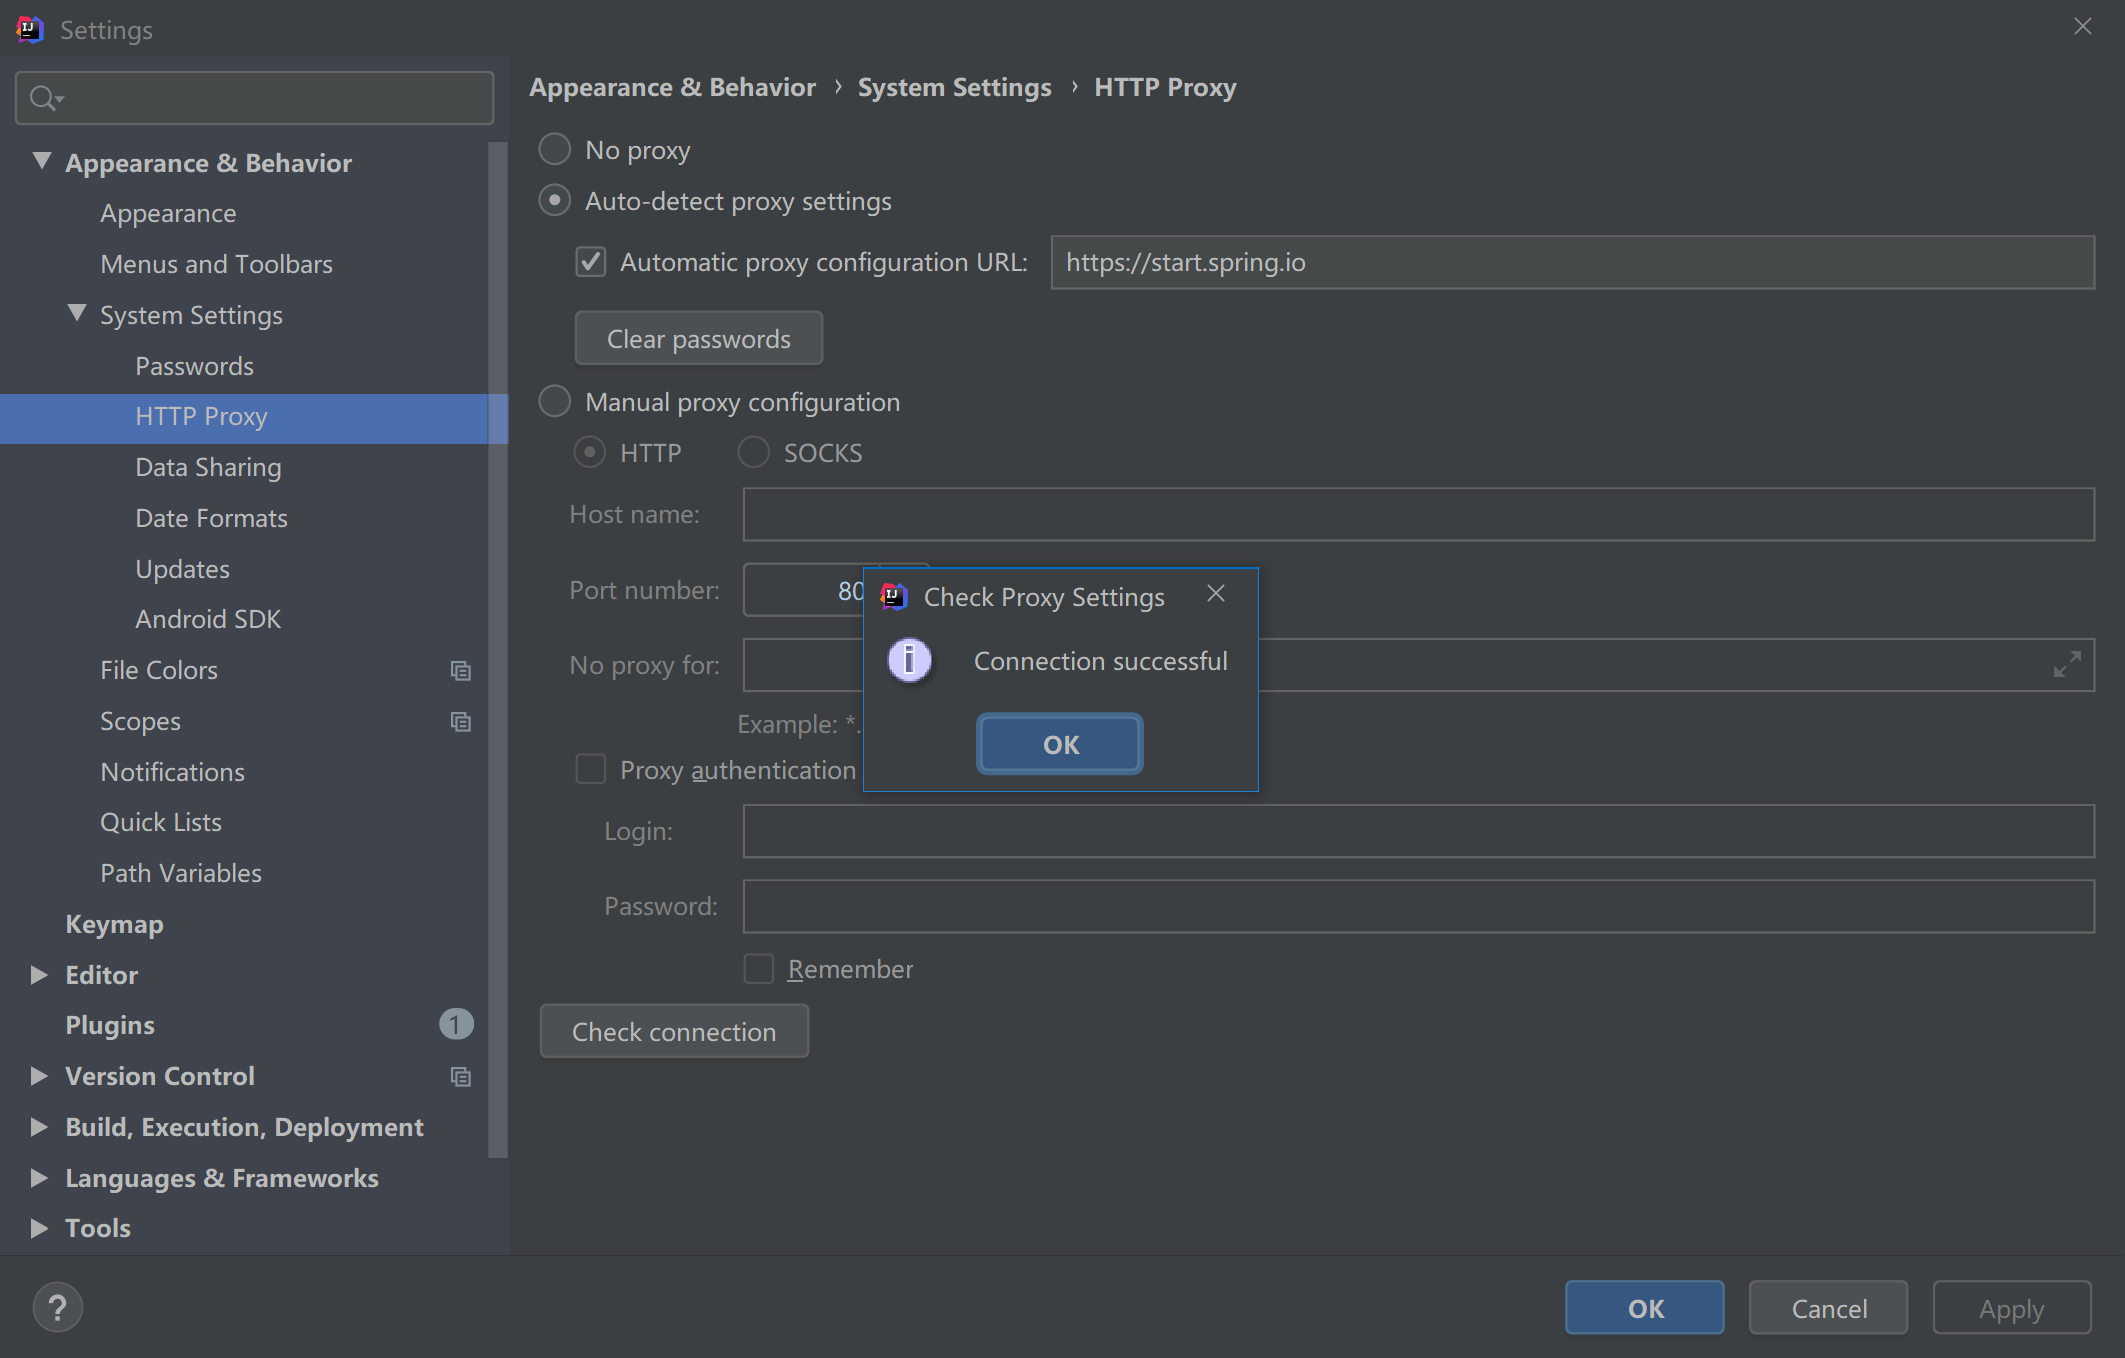 Settings
Appearance & Behavior
Appearance
Menus and Toolbars
System Settings
Passwords
HTTP Proxy
Data Sharing
Date Formats
Updates
Android SDK
File Colors
Scopes
Notifications
Quick Lists
Path Variables
Keymap
Editor
Plugins 1
Version Control
Build, Execution, Deployment
Languages & Frameworks
Tools
Appearance & Behavior › System Settings › HTTP Proxy
No proxy
Auto-detect proxy settings
Automatic proxy configuration URL: https://start.spring.io
Clear passwords
Manual proxy configuration
HTTP SOCKS
Host name:
Port number: 80
No proxy for:
Example: *.
Proxy authentication
Login:
Password:
Remember
Check connection
Check Proxy Settings
Connection successful
OK
? OK Cancel Apply